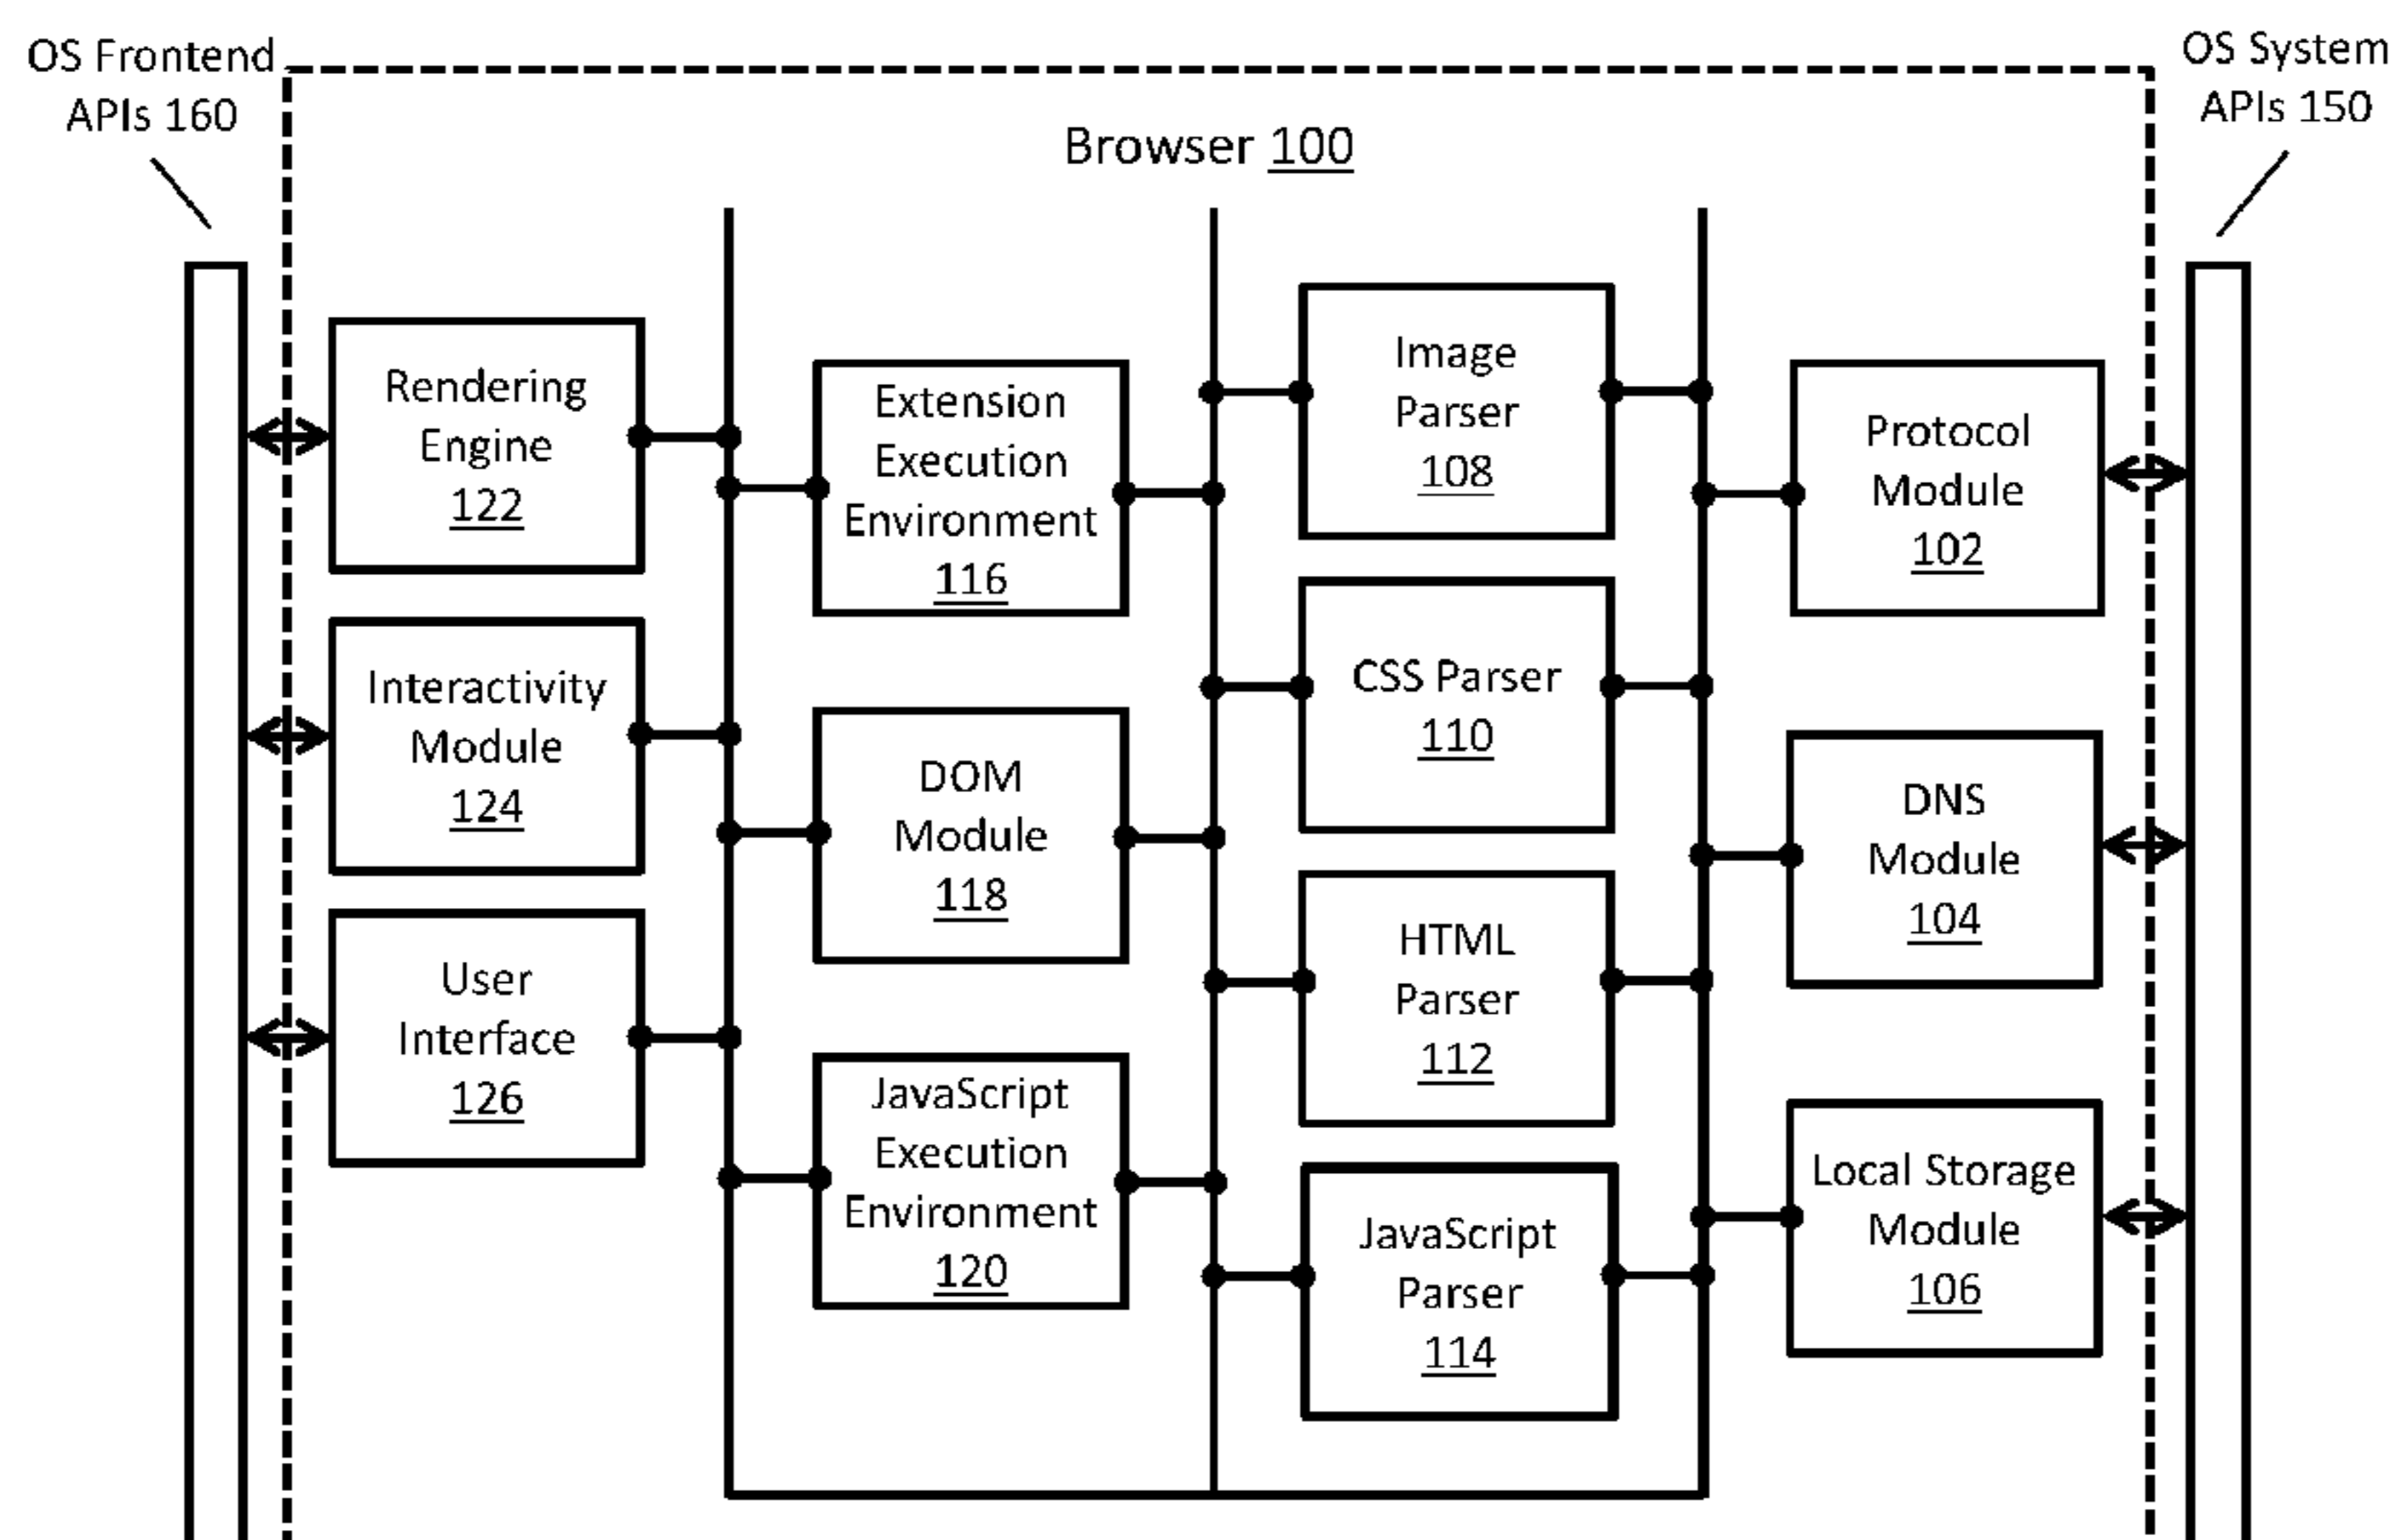 OS Frontend
APIs 160
OS System
APIs 150
Browser 100
Rendering
Engine
122
Interactivity
Module
124
User
Interface
126
Extension
Execution
Environment
116
DOM
Module
118
JavaScript
Execution
Environment
120
Image
Parser
108
CSS Parser
110
HTML
Parser
112
JavaScript
Parser
114
Protocol
Module
102
DNS
Module
104
Local Storage
Module
106